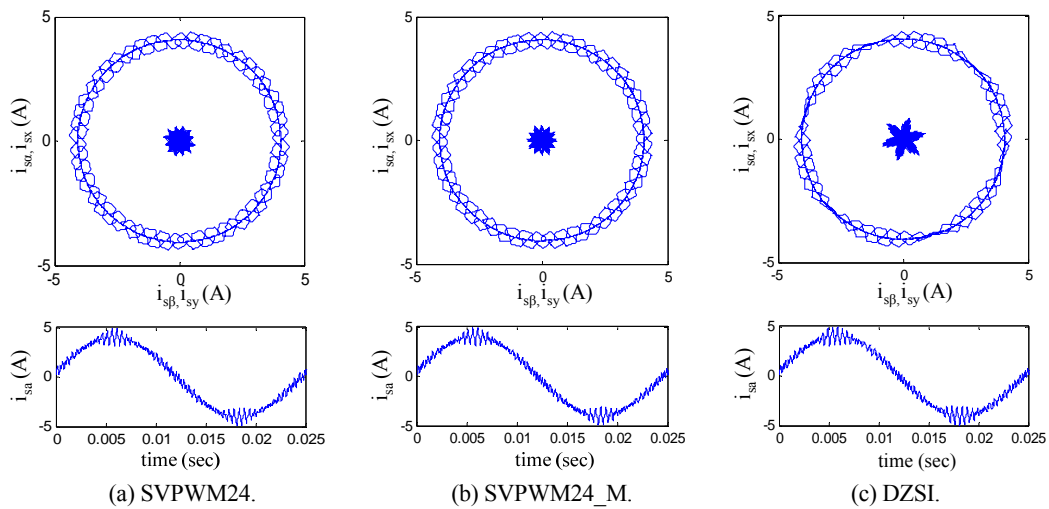 5
0
-5
-5 0 5
i_sα, i_sx (A)
i_sβ, i_sy (A)
5
0
-5
-5 0 5
i_sα, i_sx (A)
i_sβ, i_sy (A)
5
0
-5
-5 0 5
i_sα, i_sx (A)
i_sβ, i_sy (A)
5
0
-5
0 0.005 0.01 0.015 0.02 0.025
i_sa (A)
time (sec)
5
0
-5
0 0.005 0.01 0.015 0.02 0.025
i_sa (A)
time (sec)
5
0
-5
0 0.005 0.01 0.015 0.02 0.025
i_sa (A)
time (sec)
(a) SVPWM24.
(b) SVPWM24_M.
(c) DZSI.